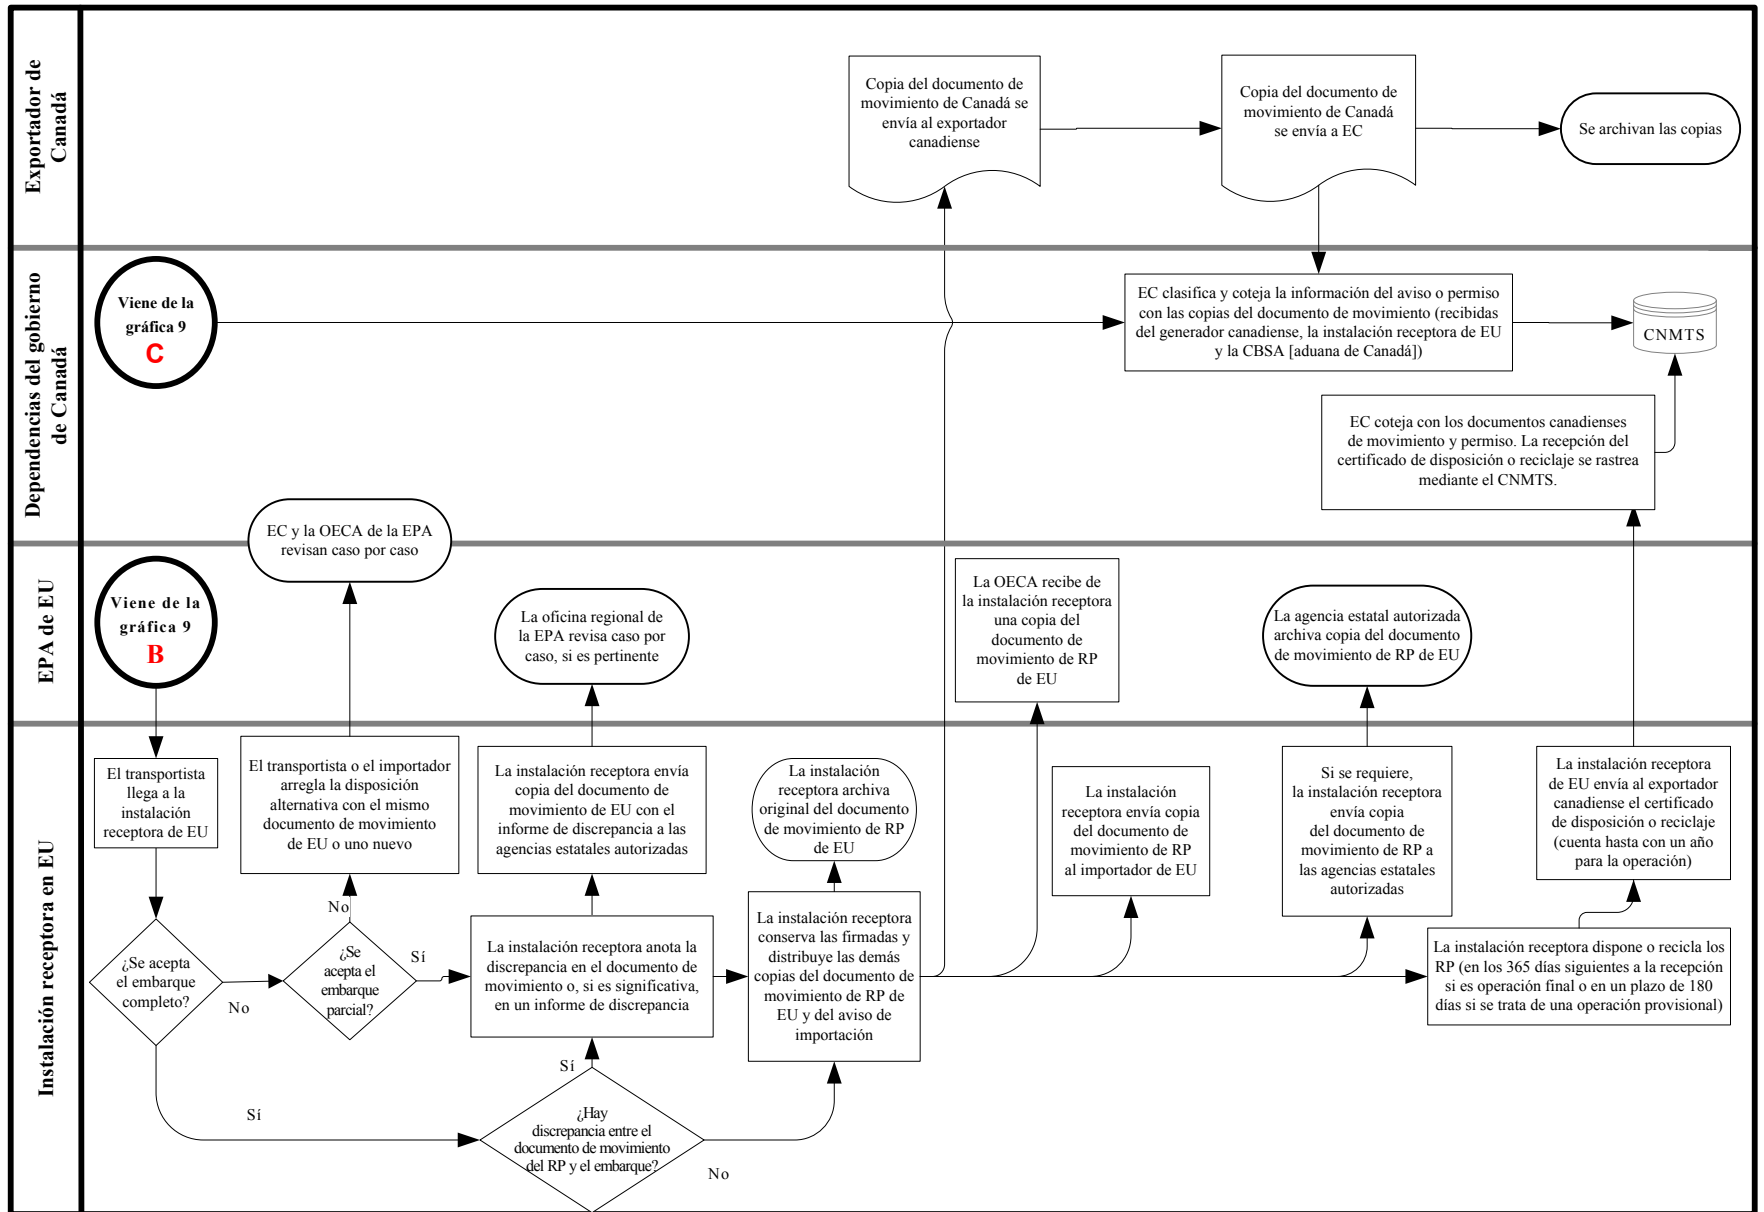 Exportador de
Canadá
Copia del documento de
movimiento de Canadá se
envía al exportador
canadiense
Copia del documento de
movimiento de Canadá
se envía a EC
Se archivan las copias
Dependencias del gobierno
de Canadá
Viene de la
gráfica 9
C
EC clasifica y coteja la información del aviso o permiso
con las copias del documento de movimiento (recibidas
del generador canadiense, la instalación receptora de EU
y la CBSA [aduana de Canadá])
CNMTS
EC coteja con los documentos canadienses
de movimiento y permiso. La recepción del
certificado de disposición o reciclaje se rastrea
mediante el CNMTS.
EC y la OECA de la EPA
revisan caso por caso
EPA de EU
Viene de la
gráfica 9
B
La oficina regional de
la EPA revisa caso por
caso, si es pertinente
La OECA recibe de
la instalación receptora
una copia del
documento de
movimiento de RP
de EU
La agencia estatal autorizada
archiva copia del documento
de movimiento de RP de EU
Instalación receptora en EU
El transportista
llega a la
instalación
receptora de EU
El transportista o el importador
arregla la disposición
alternativa con el mismo
documento de movimiento
de EU o uno nuevo
La instalación receptora envía
copia del documento de
movimiento de EU con el
informe de discrepancia a las
agencias estatales autorizadas
La instalación
receptora archiva
original del documento
de movimiento de RP
de EU
La instalación
receptora envía copia
del documento de
movimiento de RP
al importador de EU
Si se requiere,
la instalación receptora
envía copia
del documento de
movimiento de RP a
las agencias estatales
autorizadas
La instalación receptora
de EU envía al exportador
canadiense el certificado
de disposición o reciclaje
(cuenta hasta con un año
para la operación)
¿Se acepta
el embarque
completo?
No
No
¿Se
acepta el
embarque
parcial?
Sí
La instalación receptora anota la
discrepancia en el documento de
movimiento o, si es significativa,
en un informe de discrepancia
La instalación receptora
conserva las firmadas y
distribuye las demás
copias del documento de
movimiento de RP de
EU y del aviso de
importación
La instalación receptora dispone o recicla los
RP (en los 365 días siguientes a la recepción
si es operación final o en un plazo de 180
días si se trata de una operación provisional)
Sí
Sí
¿Hay
discrepancia entre el
documento de movimiento
del RP y el embarque?
No